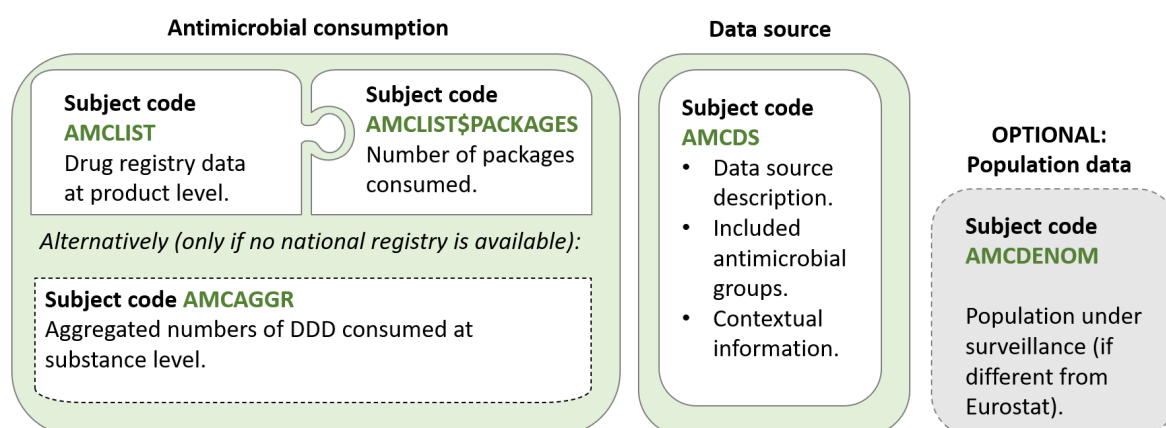 Antimicrobial consumption
Subject code
AMCLIST
Drug registry data
at product level.
Subject code
AMCLIST$PACKAGES
Number of packages
consumed.
Alternatively (only if no national registry is available):
Subject code AMCAGGR
Aggregated numbers of DDD consumed at
substance level.
Data source
Subject code
AMCDS
• Data source
description.
• Included
antimicrobial
groups.
• Contextual
information.
OPTIONAL:
Population data
Subject code
AMCDENOM
Population under
surveillance (if
different from
Eurostat).